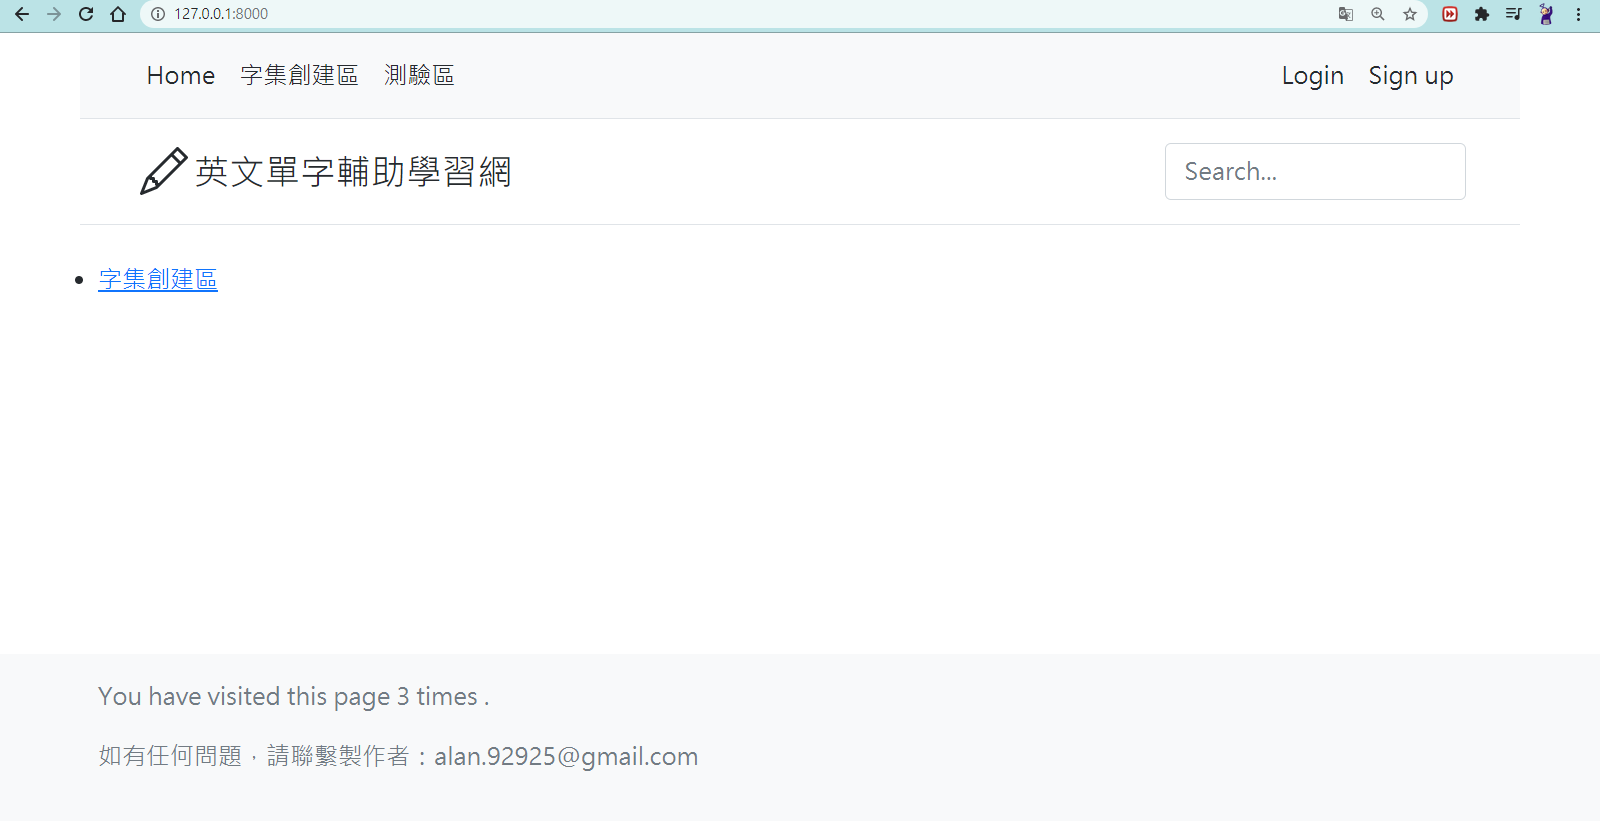 127.0.0.1:8000
Home 字集創建區 測驗區 Login Sign up
英文單字輔助學習網 Search...
字集創建區
You have visited this page 3 times .
如有任何問題，請聯繫製作者：alan.92925@gmail.com